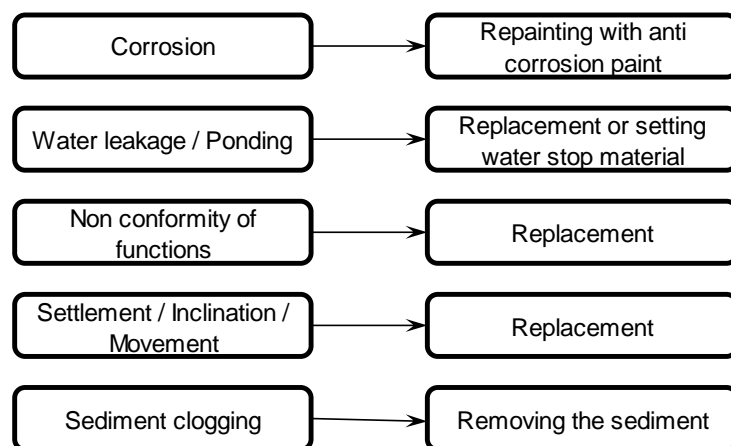 Corrosion
Repainting with anti
corrosion paint
Water leakage / Ponding
Replacement or setting
water stop material
Non conformity of
functions
Replacement
Settlement / Inclination /
Movement
Replacement
Sediment clogging
Removing the sediment